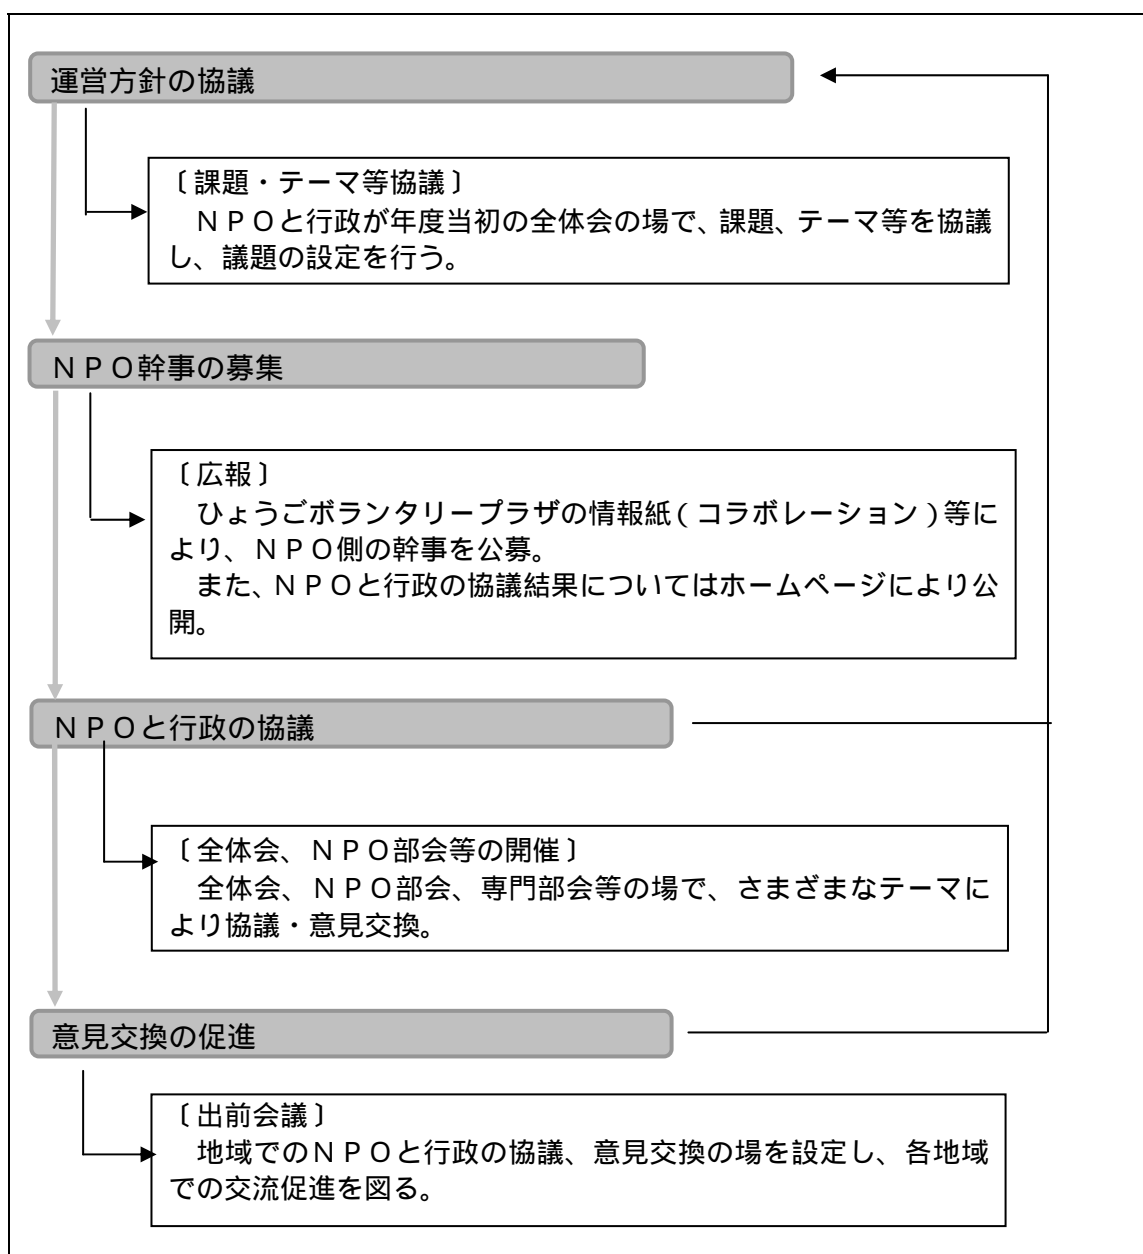 運営方針の協議
〔課題・テーマ等協議〕
ＮＰＯと行政が年度当初の全体会の場で、課題、テーマ等を協議
し、議題の設定を行う。
ＮＰＯ幹事の募集
〔広報〕
ひょうごボランタリープラザの情報紙（コラボレーション）等に
より、ＮＰＯ側の幹事を公募。
また、ＮＰＯと行政の協議結果についてはホームページにより公
開。
ＮＰＯと行政の協議
〔全体会、ＮＰＯ部会等の開催〕
全体会、ＮＰＯ部会、専門部会等の場で、さまざまなテーマに
より協議・意見交換。
意見交換の促進
〔出前会議〕
地域でのＮＰＯと行政の協議、意見交換の場を設定し、各地域
での交流促進を図る。